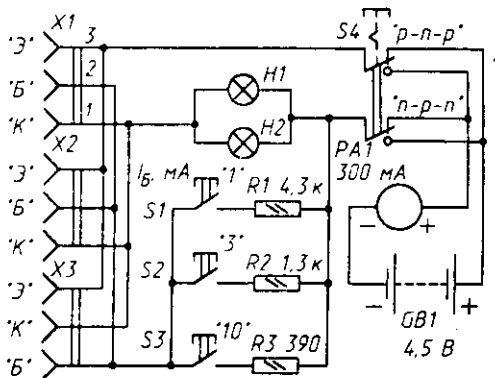 X1
"Э" 3
"Б" 2
"К" 1
X2
"Э"
"Б"
"К"
X3
"Э"
"К"
"Б"
H1
H2
S4 "p-n-p"
"n-p-n"
PA1
300 мА
− +
− +
GB1
4,5 В
IБ, мА
S1 "1" R1 4,3 к
S2 "3" R2 1,3 к
S3 "10" R3 390